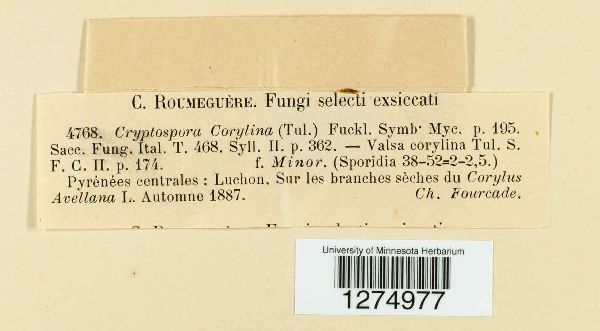 C. ROUMEGUÈRE. Fungi selecti exsiccati
4768. Cryptospora Corylina (Tul.) Fuckl. Symb· Myc. p. 195.
Sacc. Fung. Ital. T. 468. Syll. II. p. 362. — Valsa corylina Tul. S.
F. C. II. p. 174. f. Minor. (Sporidia 38-52=2-2,5.)
Pyrénées centrales : Luchon. Sur les branches sèches du Corylus
Avellana L. Automne 1887. Ch. Fourcade.
University of Minnesota Herbarium
1274977